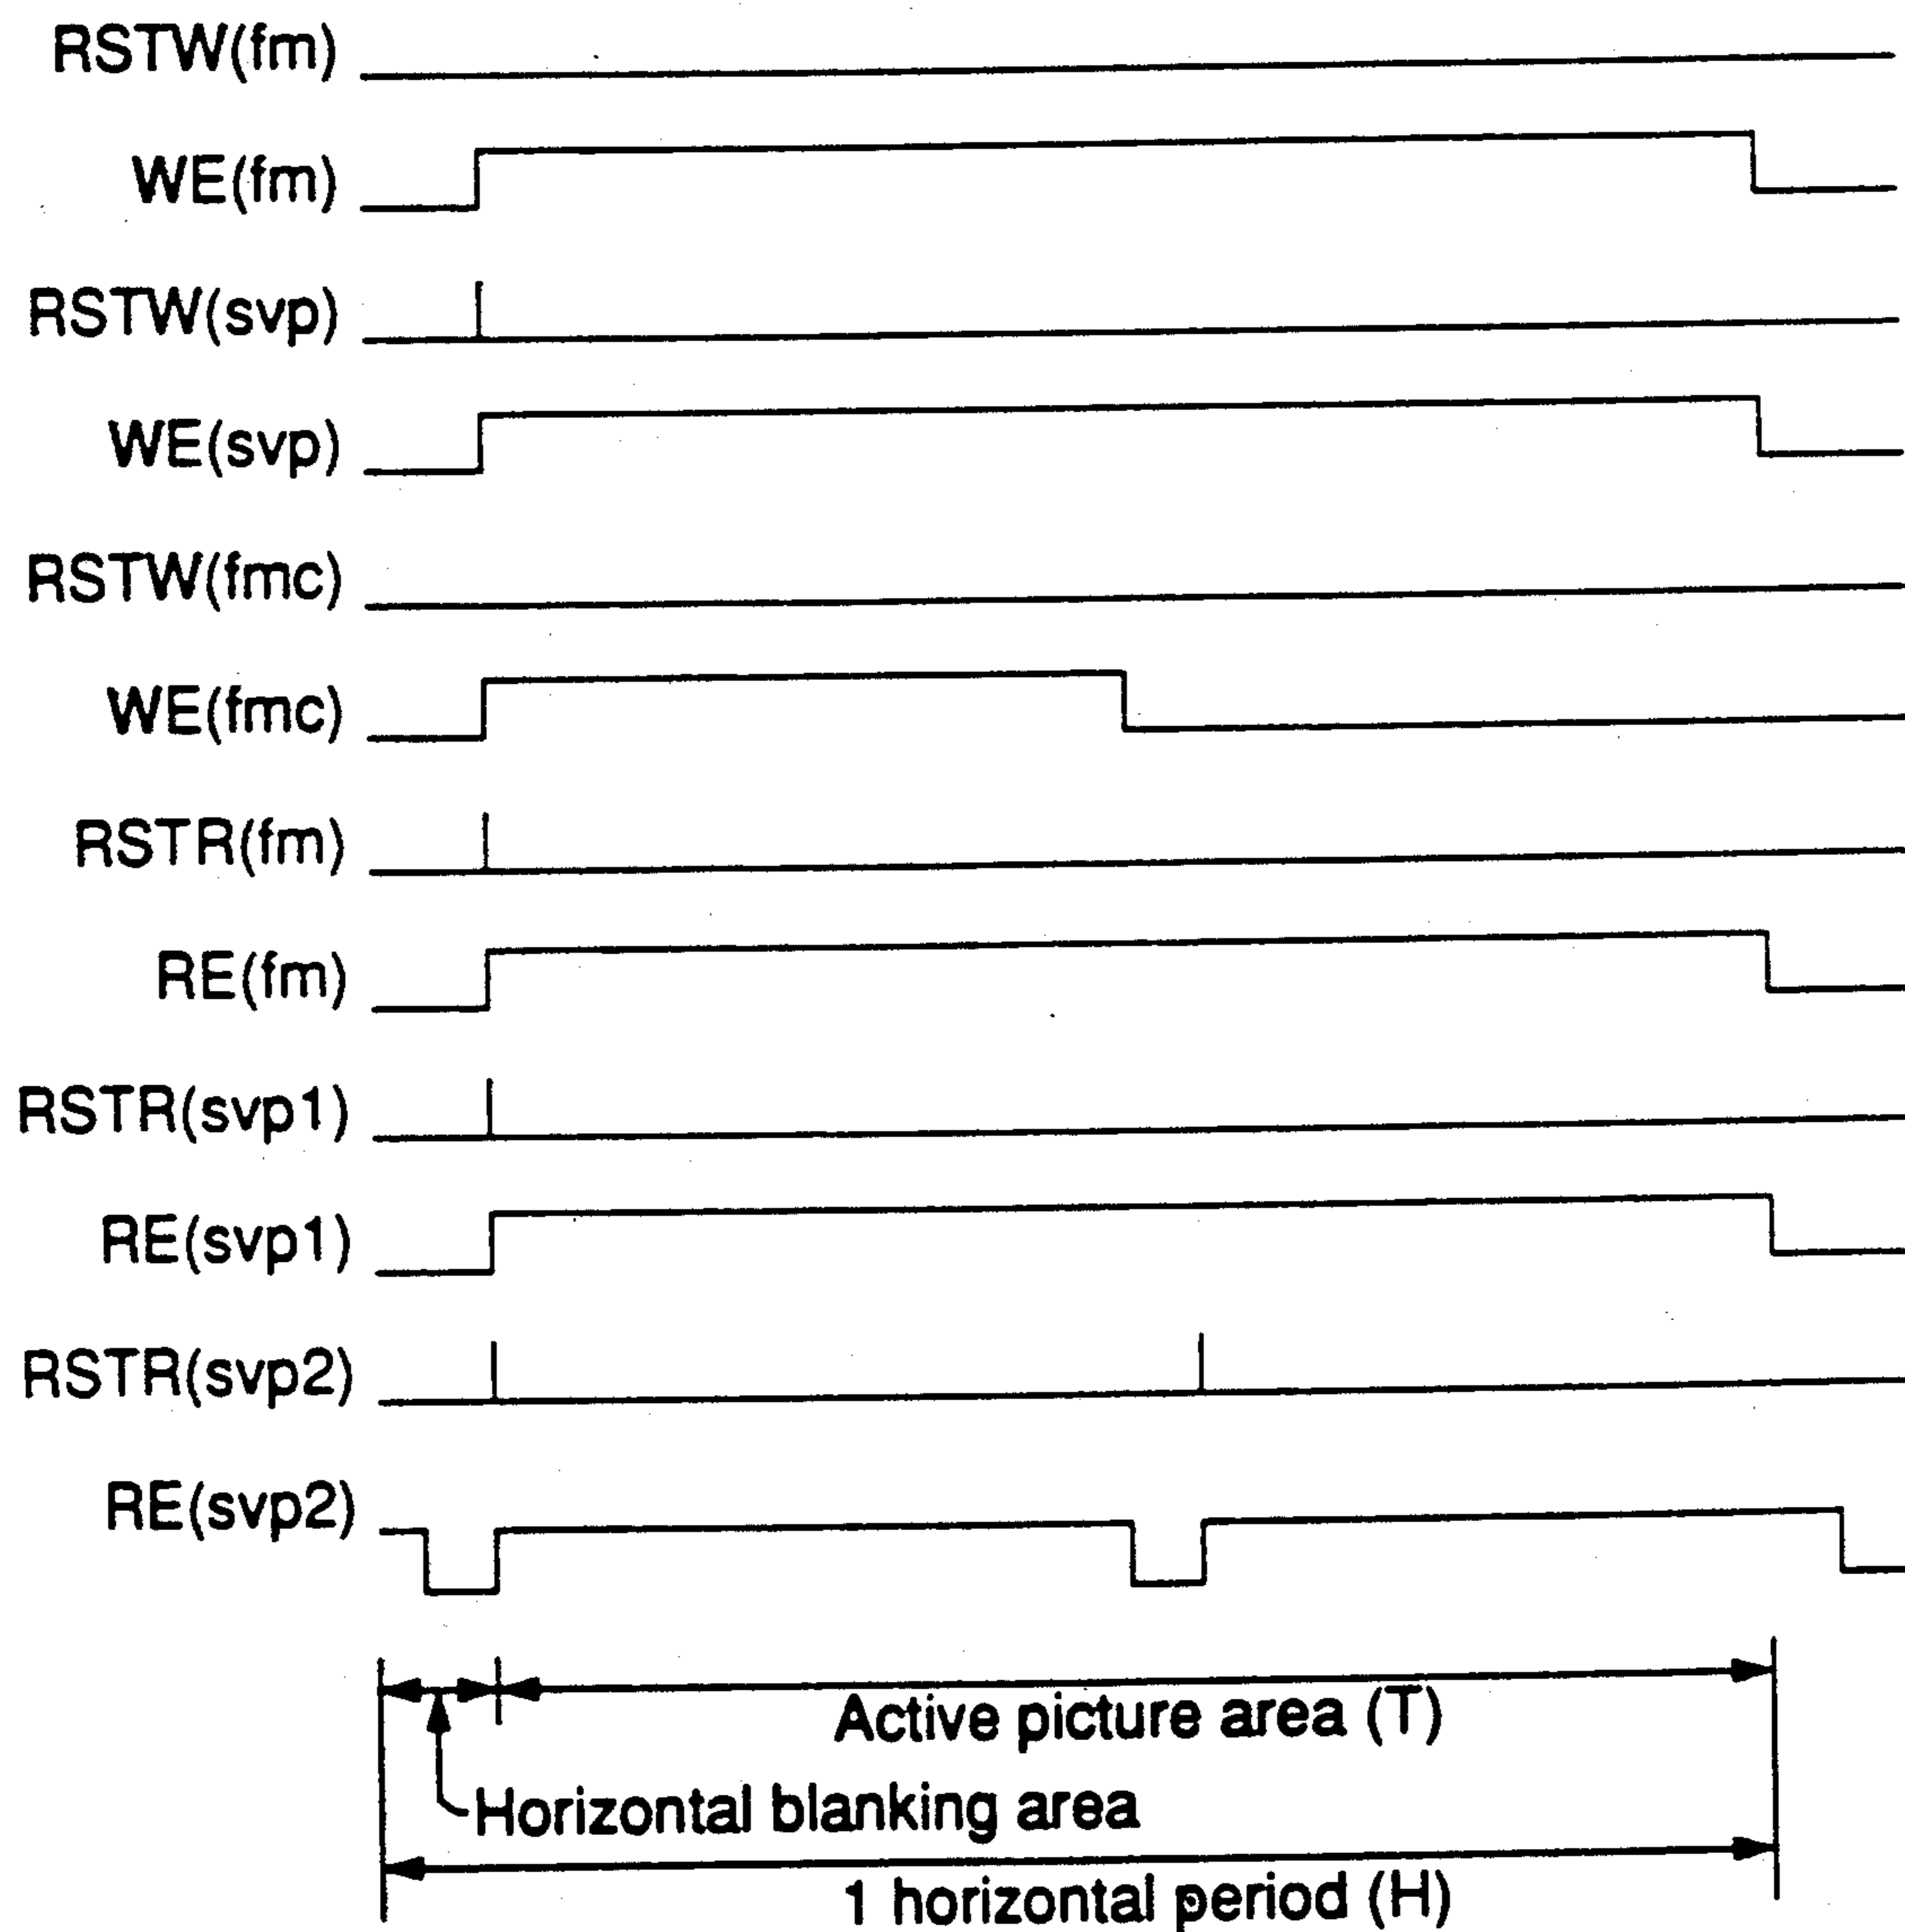 RSTW(fm)
WE(fm)
RSTW(svp)
WE(svp)
RSTW(fmc)
WE(fmc)
RSTR(fm)
RE(fm)
RSTR(svp1)
RE(svp1)
RSTR(svp2)
RE(svp2)
Active picture area (T)
Horizontal blanking area
1 horizontal period (H)